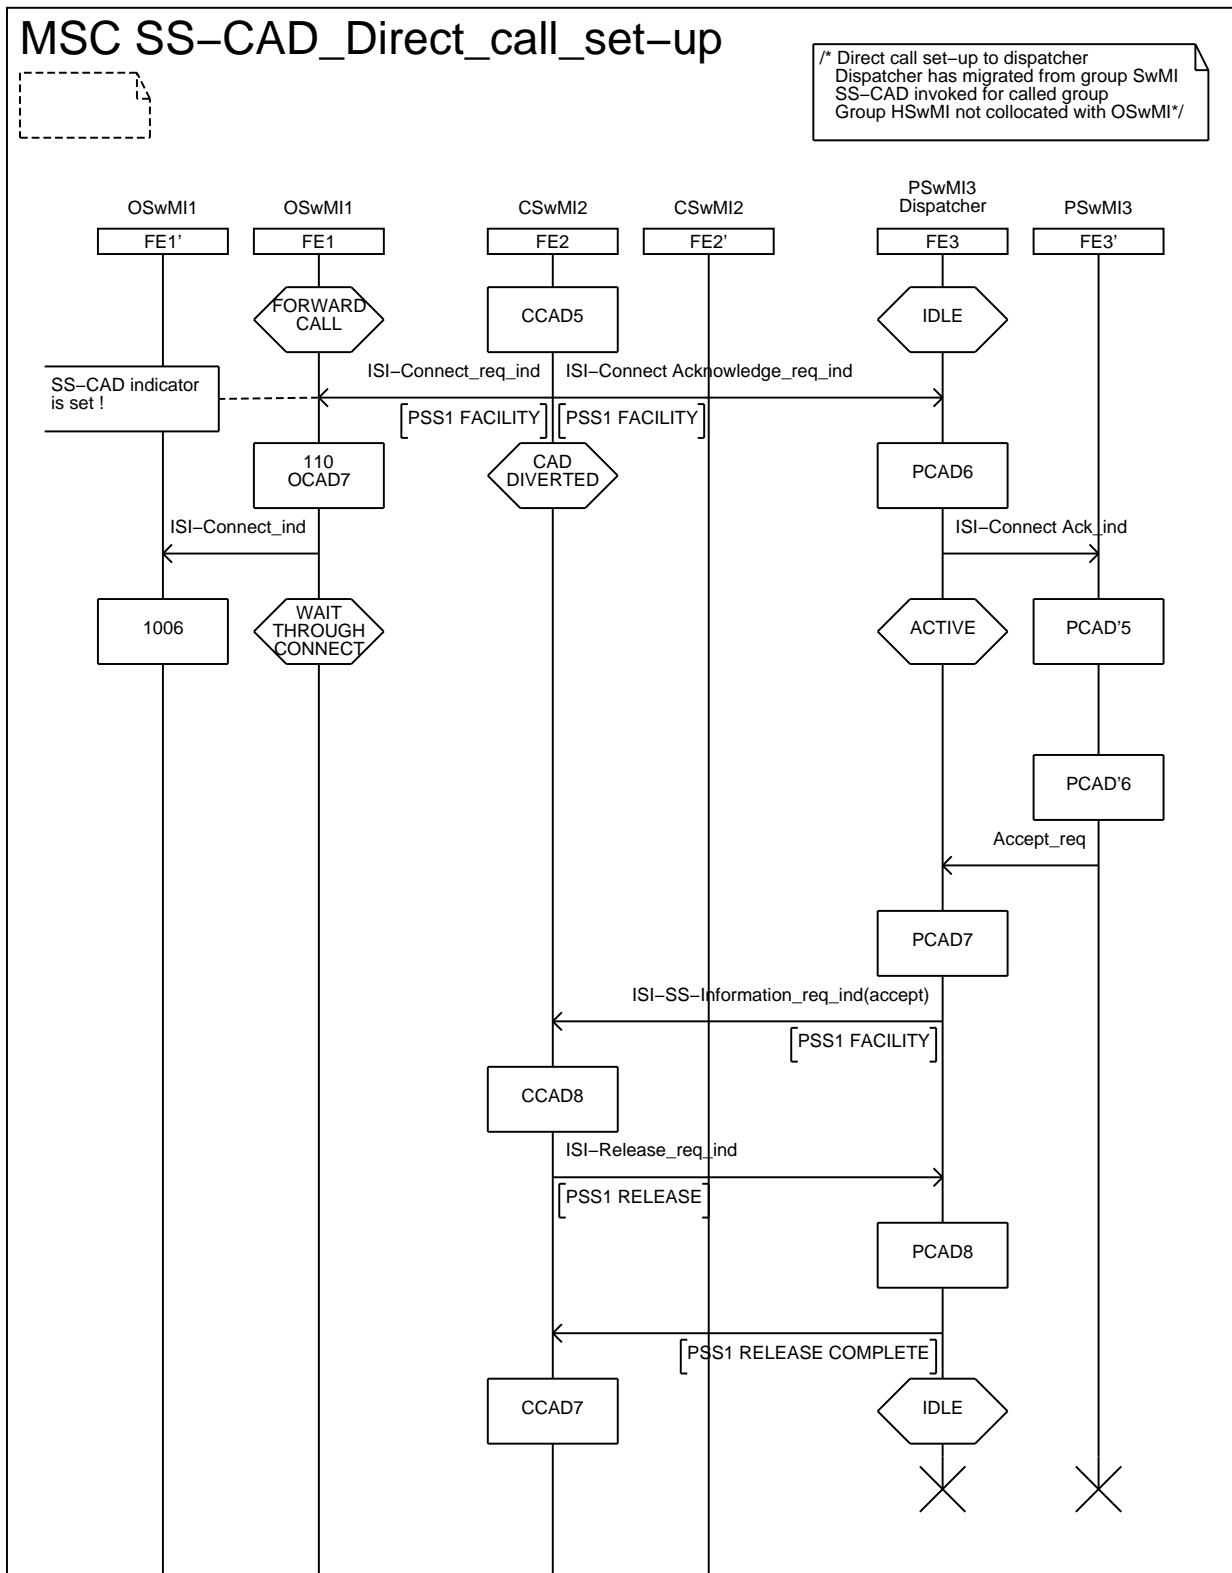 MSC SS−CAD_Direct_call_set−up
/* Direct call set−up to dispatcher
Dispatcher has migrated from group SwMI
SS−CAD invoked for called group
Group HSwMI not collocated with OSwMI*/
OSwMI1
OSwMI1
CSwMI2
CSwMI2
PSwMI3
Dispatcher
PSwMI3
FE1'
FE1
FE2
FE2'
FE3
FE3'
FORWARD
CALL
CCAD5
IDLE
SS−CAD indicator
is set !
ISI−Connect_req_ind
ISI−Connect Acknowledge_req_ind
PSS1 FACILITY
PSS1 FACILITY
110
OCAD7
CAD
DIVERTED
PCAD6
ISI−Connect_ind
ISI−Connect Ack_ind
1006
WAIT
THROUGH
CONNECT
ACTIVE
PCAD'5
PCAD'6
Accept_req
PCAD7
ISI−SS−Information_req_ind(accept)
PSS1 FACILITY
CCAD8
ISI−Release_req_ind
PSS1 RELEASE
PCAD8
PSS1 RELEASE COMPLETE
CCAD7
IDLE